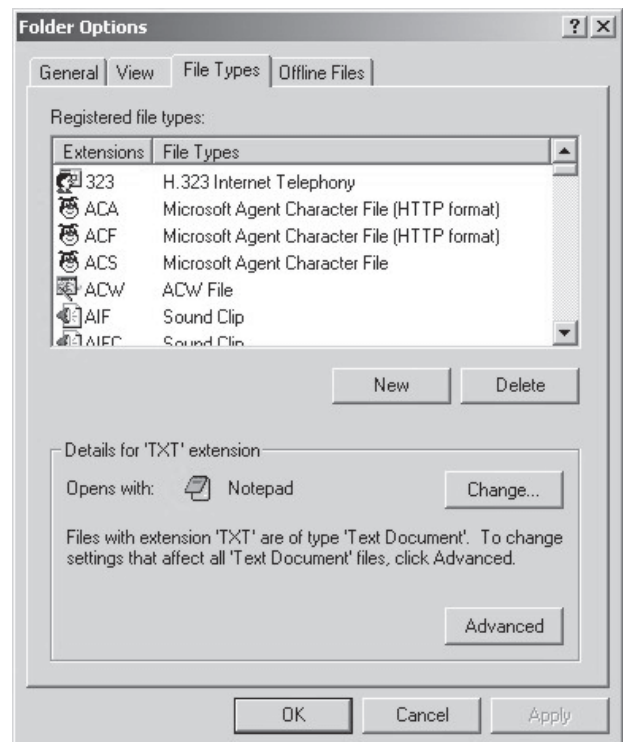 Folder Options
General View File Types Offline Files
Registered file types:
Extensions File Types
323 H.323 Internet Telephony
ACA Microsoft Agent Character File (HTTP format)
ACF Microsoft Agent Character File (HTTP format)
ACS Microsoft Agent Character File
ACW ACW File
AIF Sound Clip
AIFC Sound Clip
New Delete
Details for 'TXT' extension
Opens with: Notepad Change...
Files with extension 'TXT' are of type 'Text Document'. To change
settings that affect all 'Text Document' files, click Advanced.
Advanced
OK Cancel Apply